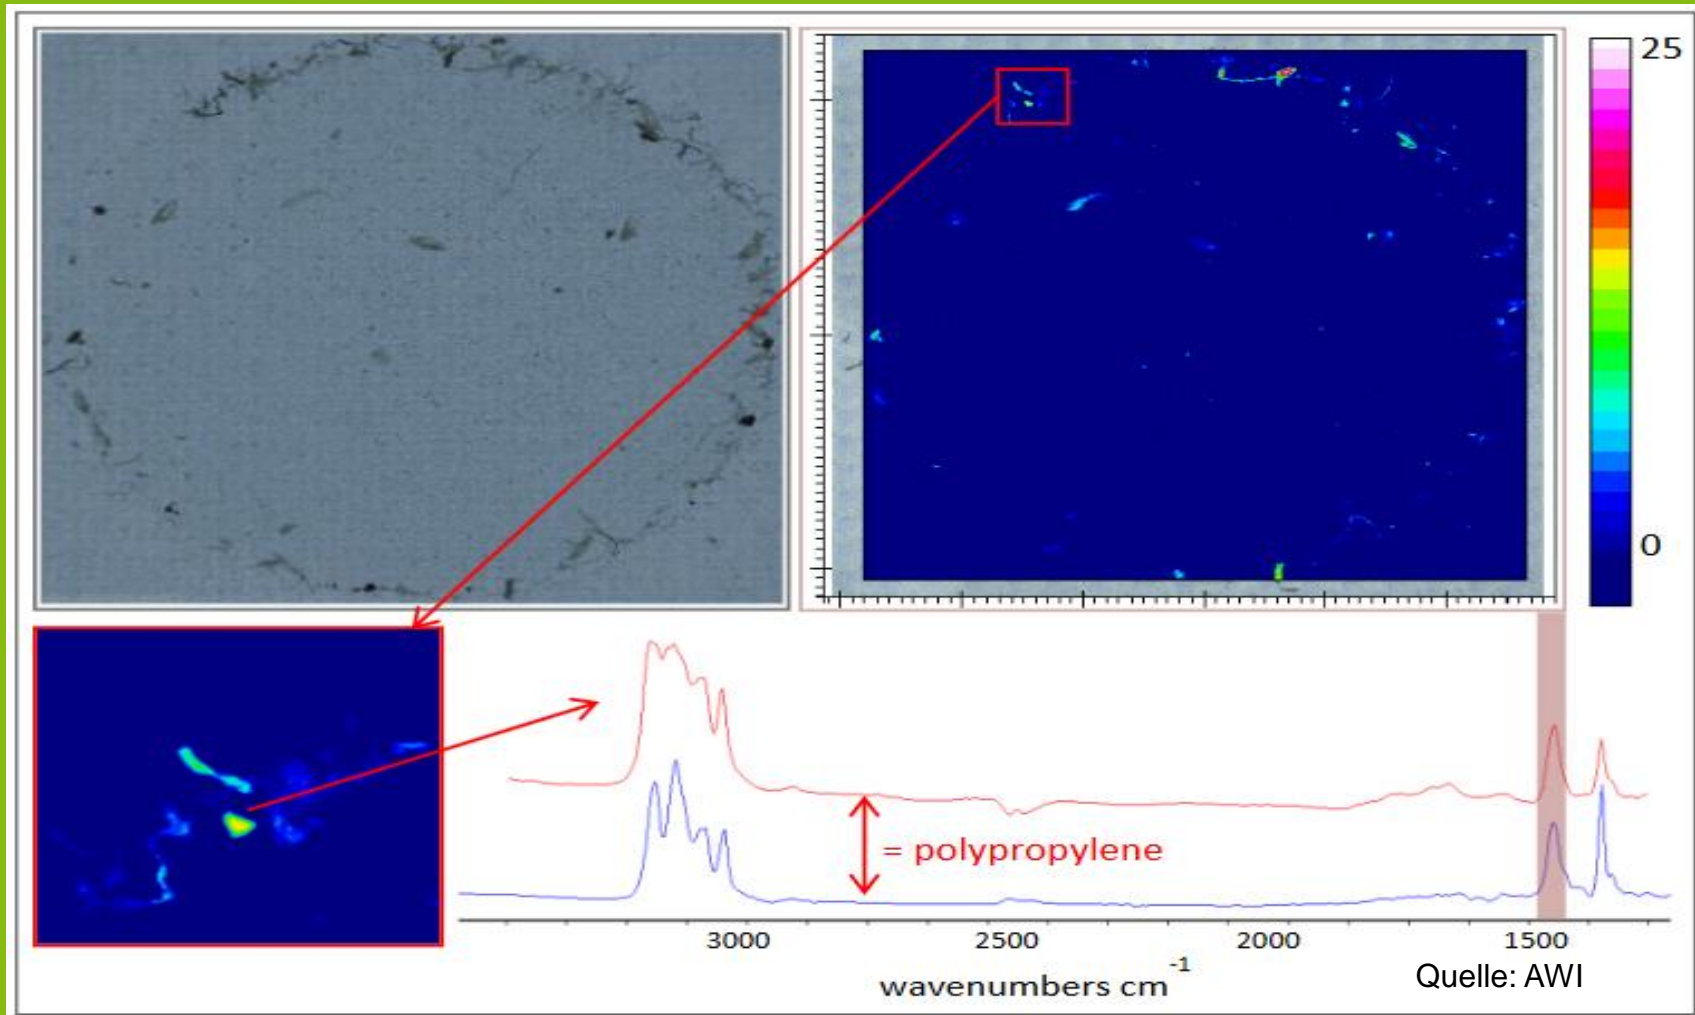 25
0
= polypropylene
3000 2500 2000 1500
wavenumbers cm-1
Quelle: AWI